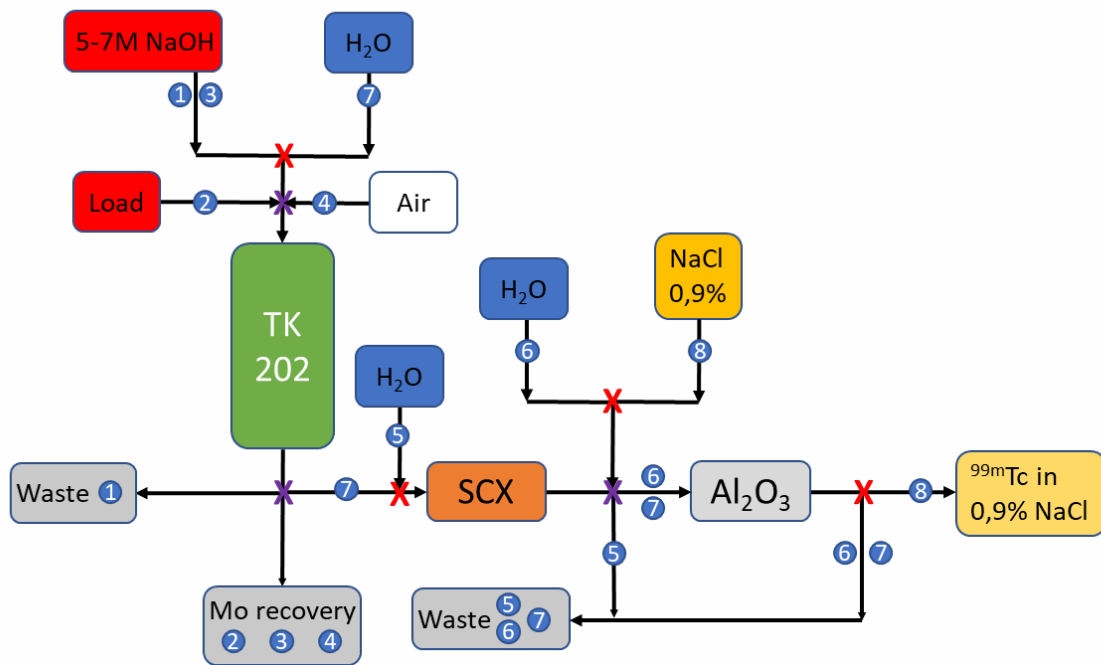 5-7M NaOH
H₂O
1 3
7
Load
2
4
Air
TK
202
H₂O
NaCl
0,9%
6
8
H₂O
5
Waste 1
7
SCX
6
7
Al₂O₃
8
⁹⁹ᵐTc in
0,9% NaCl
5
6 7
Mo recovery
2 3 4
Waste 5
6 7
X
X
X
X
X
X
X